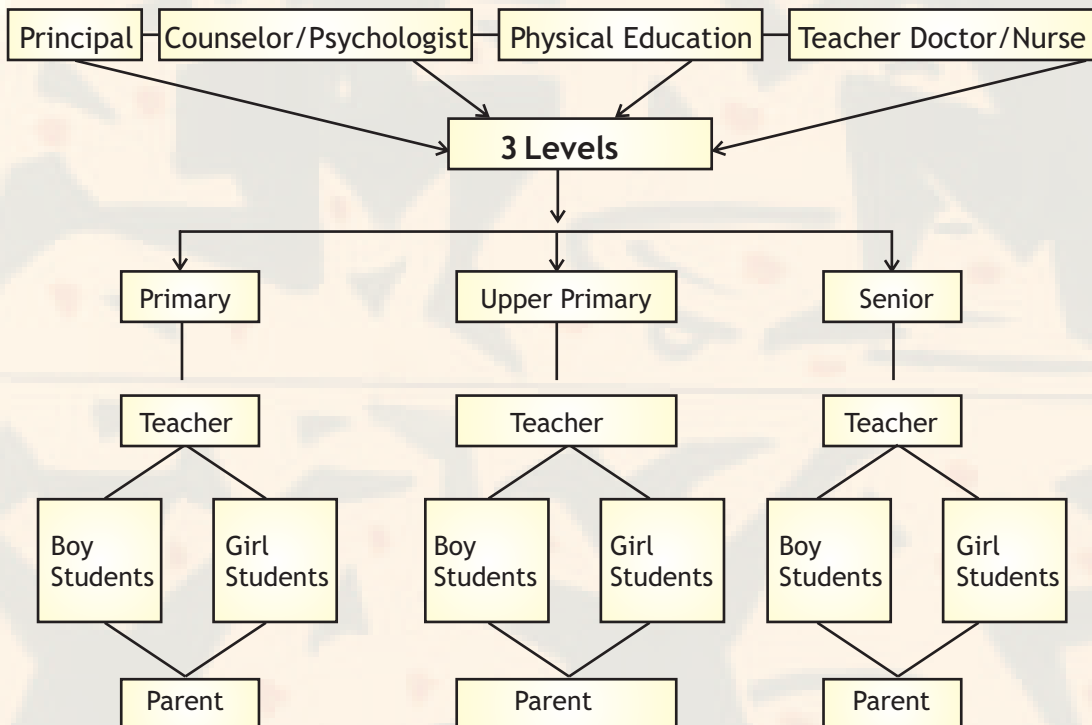 Principal
Counselor/Psychologist
Physical Education
Teacher Doctor/Nurse
3 Levels
Primary
Upper Primary
Senior
Teacher
Teacher
Teacher
Boy
Students
Girl
Students
Boy
Students
Girl
Students
Boy
Students
Girl
Students
Parent
Parent
Parent